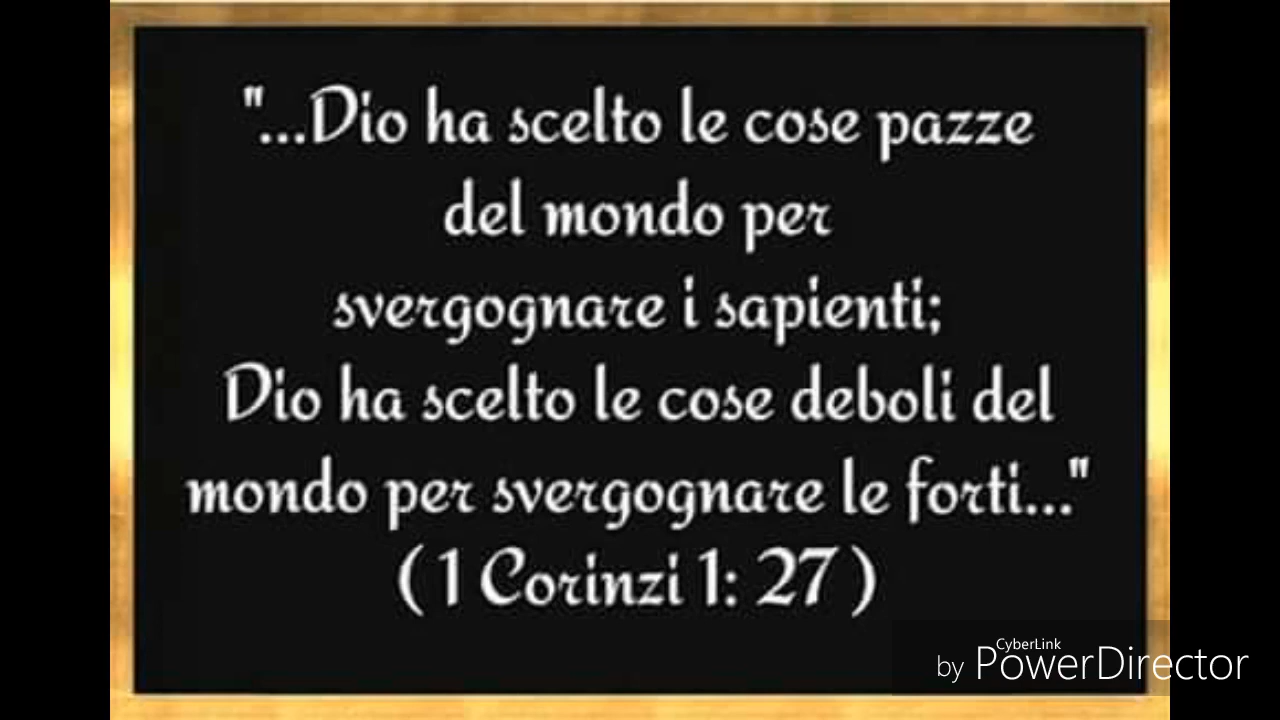 "...Dio ha scelto le cose pazze
del mondo per
svergognare i sapienti;
Dio ha scelto le cose deboli del
mondo per svergognare le forti..."
( 1 Corinzi 1: 27 )
CyberLink
by PowerDirector